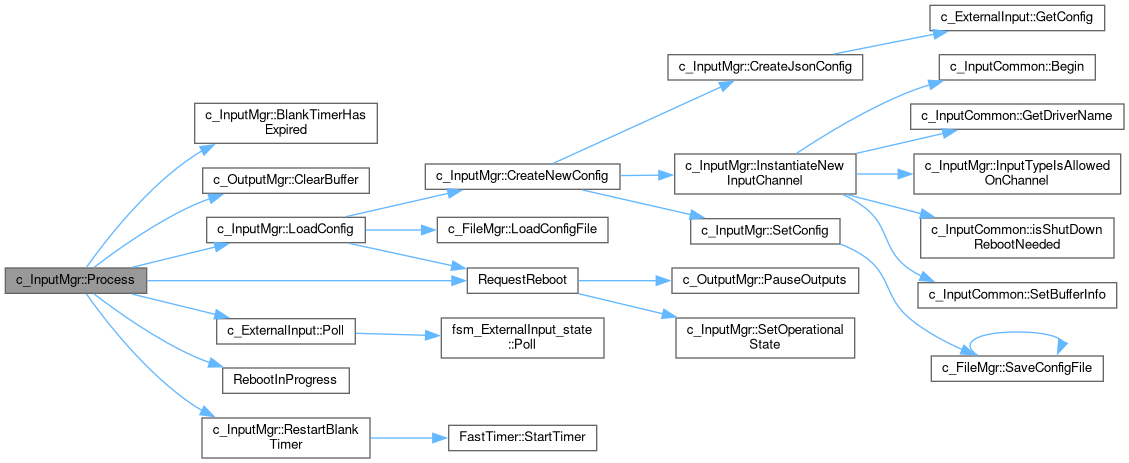 c_InputMgr::Process
c_InputMgr::BlankTimerHas
Expired
c_OutputMgr::ClearBuffer
c_InputMgr::LoadConfig
c_ExternalInput::Poll
RebootInProgress
c_InputMgr::RestartBlank
Timer
c_InputMgr::CreateNewConfig
c_FileMgr::LoadConfigFile
RequestReboot
fsm_ExternalInput_state
::Poll
FastTimer::StartTimer
c_InputMgr::CreateJsonConfig
c_InputMgr::InstantiateNew
InputChannel
c_InputMgr::SetConfig
c_OutputMgr::PauseOutputs
c_InputMgr::SetOperational
State
c_ExternalInput::GetConfig
c_InputCommon::Begin
c_InputCommon::GetDriverName
c_InputMgr::InputTypeIsAllowed
OnChannel
c_InputCommon::isShutDown
RebootNeeded
c_InputCommon::SetBufferInfo
c_FileMgr::SaveConfigFile